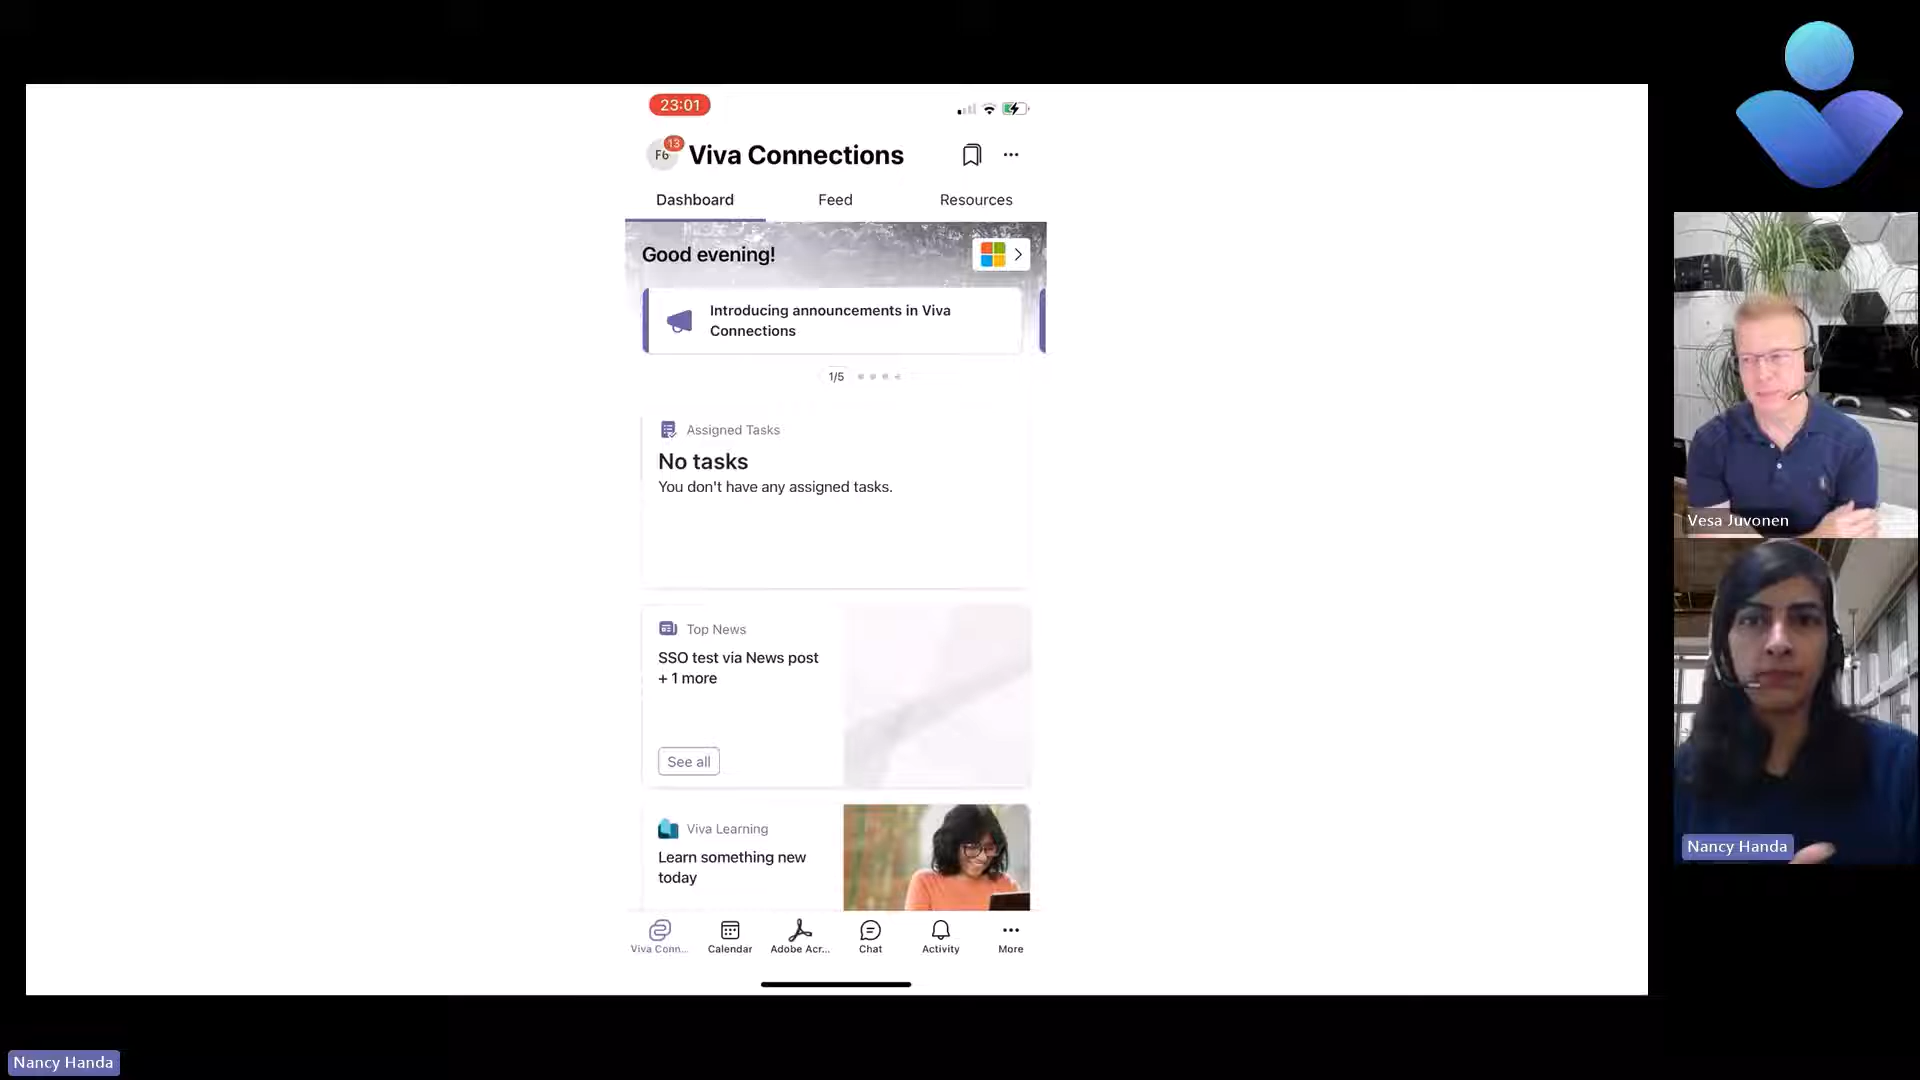 23:01
F6
13
Viva Connections
Dashboard
Feed
Resources
Good evening!
Introducing announcements in Viva
Connections
1/5
Assigned Tasks
No tasks
You don't have any assigned tasks.
Top News
SSO test via News post
+ 1 more
See all
Viva Learning
Learn something new
today
Viva Conn...
Calendar
Adobe Acr...
Chat
Activity
More
Vesa Juvonen
Nancy Handa
Nancy Handa